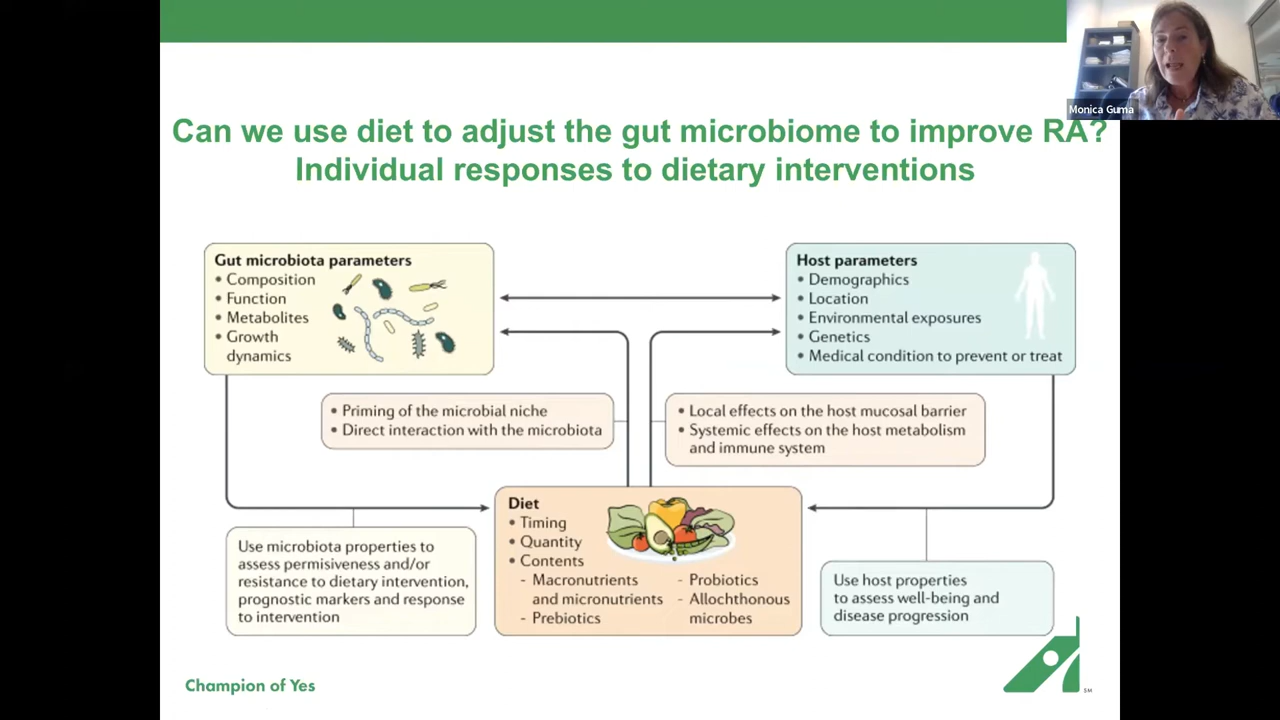 Monica Guma
Can we use diet to adjust the gut microbiome to improve RA?
Individual responses to dietary interventions
Gut microbiota parameters
• Composition
• Function
• Metabolites
• Growth
dynamics
Host parameters
• Demographics
• Location
• Environmental exposures
• Genetics
• Medical condition to prevent or treat
• Priming of the microbial niche
• Direct interaction with the microbiota
• Local effects on the host mucosal barrier
• Systemic effects on the host metabolism
and immune system
Diet
• Timing
• Quantity
• Contents
- Macronutrients
and micronutrients
- Prebiotics
- Probiotics
- Allochthonous
microbes
Use microbiota properties to
assess permisiveness and/or
resistance to dietary intervention,
prognostic markers and response
to intervention
Use host properties
to assess well-being and
disease progression
Champion of Yes
SM